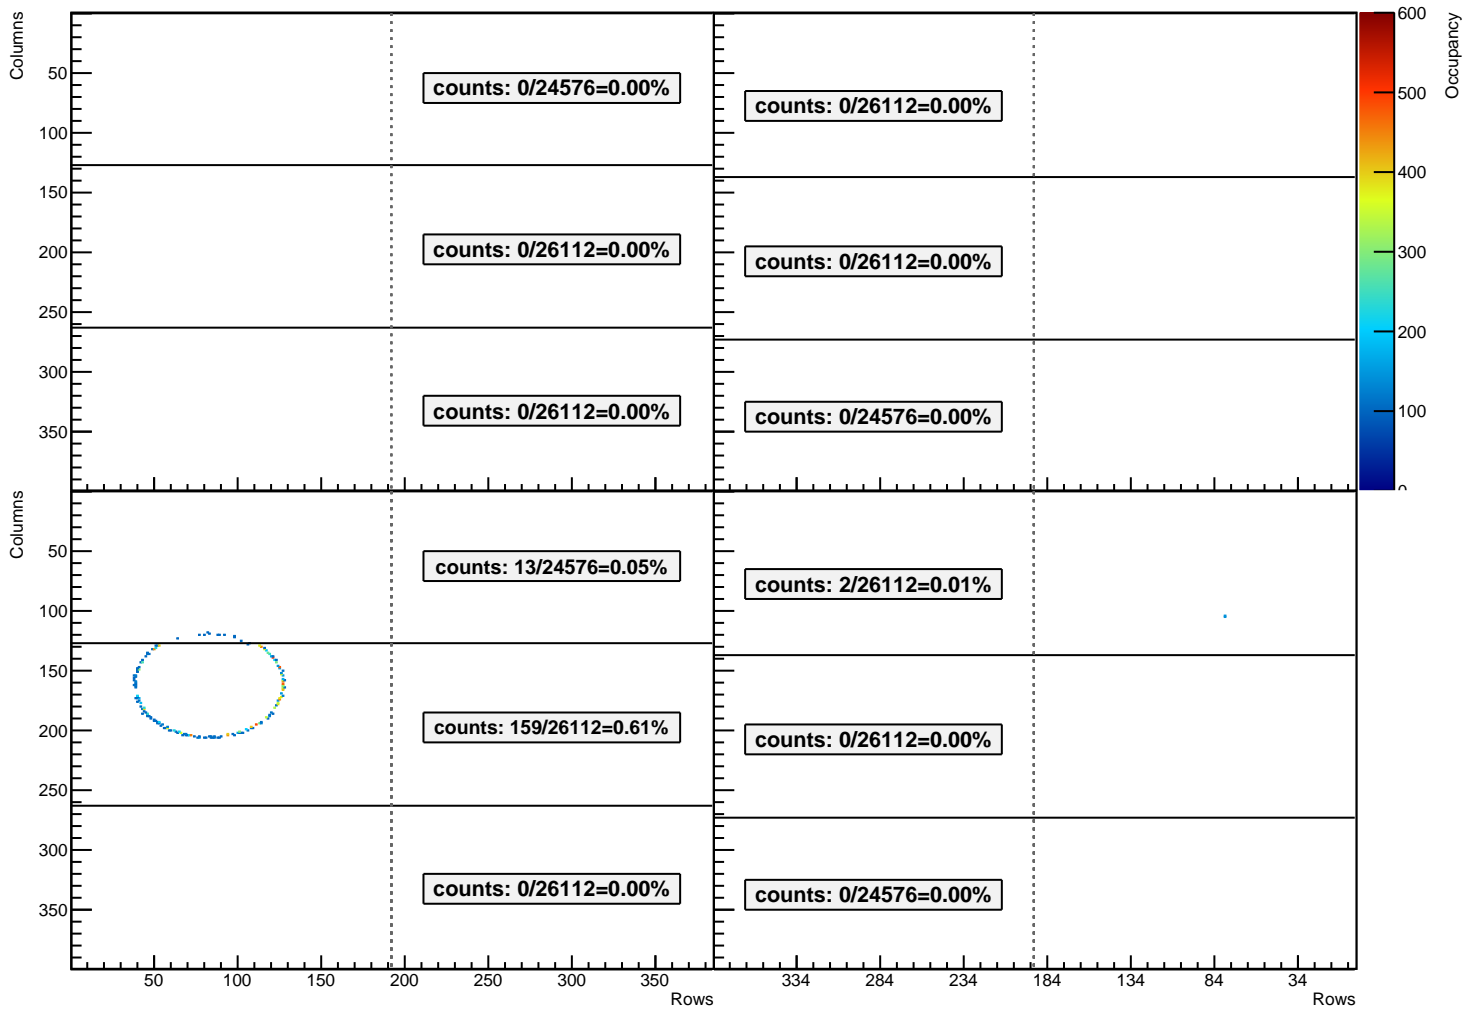 Columns
50
100
150
200
250
300
350
counts: 0/24576=0.00%
counts: 0/26112=0.00%
counts: 0/26112=0.00%
counts: 0/26112=0.00%
counts: 0/26112=0.00%
counts: 0/24576=0.00%
600
500
400
300
200
100
0
Occupancy
Columns
50
100
150
200
250
300
350
counts: 13/24576=0.05%
counts: 159/26112=0.61%
counts: 0/26112=0.00%
counts: 2/26112=0.01%
counts: 0/26112=0.00%
counts: 0/24576=0.00%
50 100 150 200 250 300 350
Rows
334 284 234 184 134 84 34
Rows